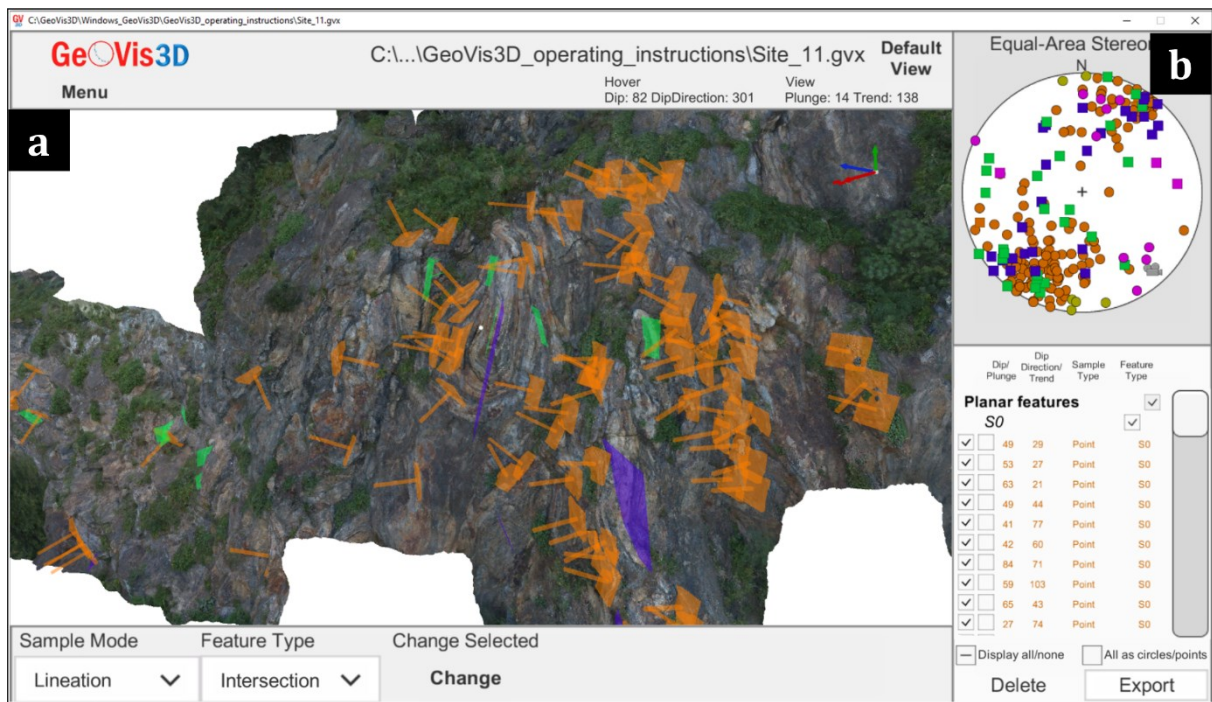 GV 3D C:\GeoVis3D\Windows_GeoVis3D\GeoVis3D_operating_instructions\Site_11.gvx
GeoVis3D
C:\...\GeoVis3D_operating_instructions\Site_11.gvx
Default
View
Menu
Hover
Dip: 82 DipDirection: 301
View
Plunge: 14 Trend: 138
a
Equal-Area Stereo
b
N
Dip/
Plunge
Dip
Direction/
Trend
Sample
Type
Feature
Type
Planar features
S0
49 29 Point S0
53 27 Point S0
63 21 Point S0
49 44 Point S0
41 77 Point S0
42 60 Point S0
84 71 Point S0
59 103 Point S0
65 43 Point S0
27 74 Point S0
Display all/none
All as circles/points
Delete
Export
Sample Mode
Feature Type
Change Selected
Lineation
Intersection
Change